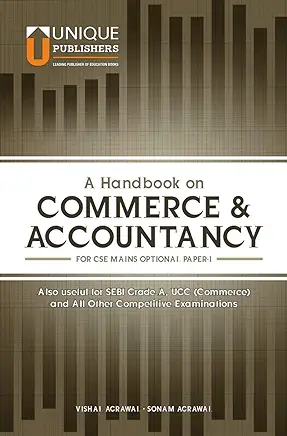 UNIQUE
PUBLISHERS
LEADING PUBLISHER OF EDUCATION BOOKS
A Handbook on
COMMERCE &
ACCOUNTANCY
FOR CSE MAINS OPTIONAL PAPER-I
Also useful for SEBI Grade A, UGC (Commerce)
and All Other Competitive Examinations
VISHAL AGRAWAL • SONAM AGRAWAL